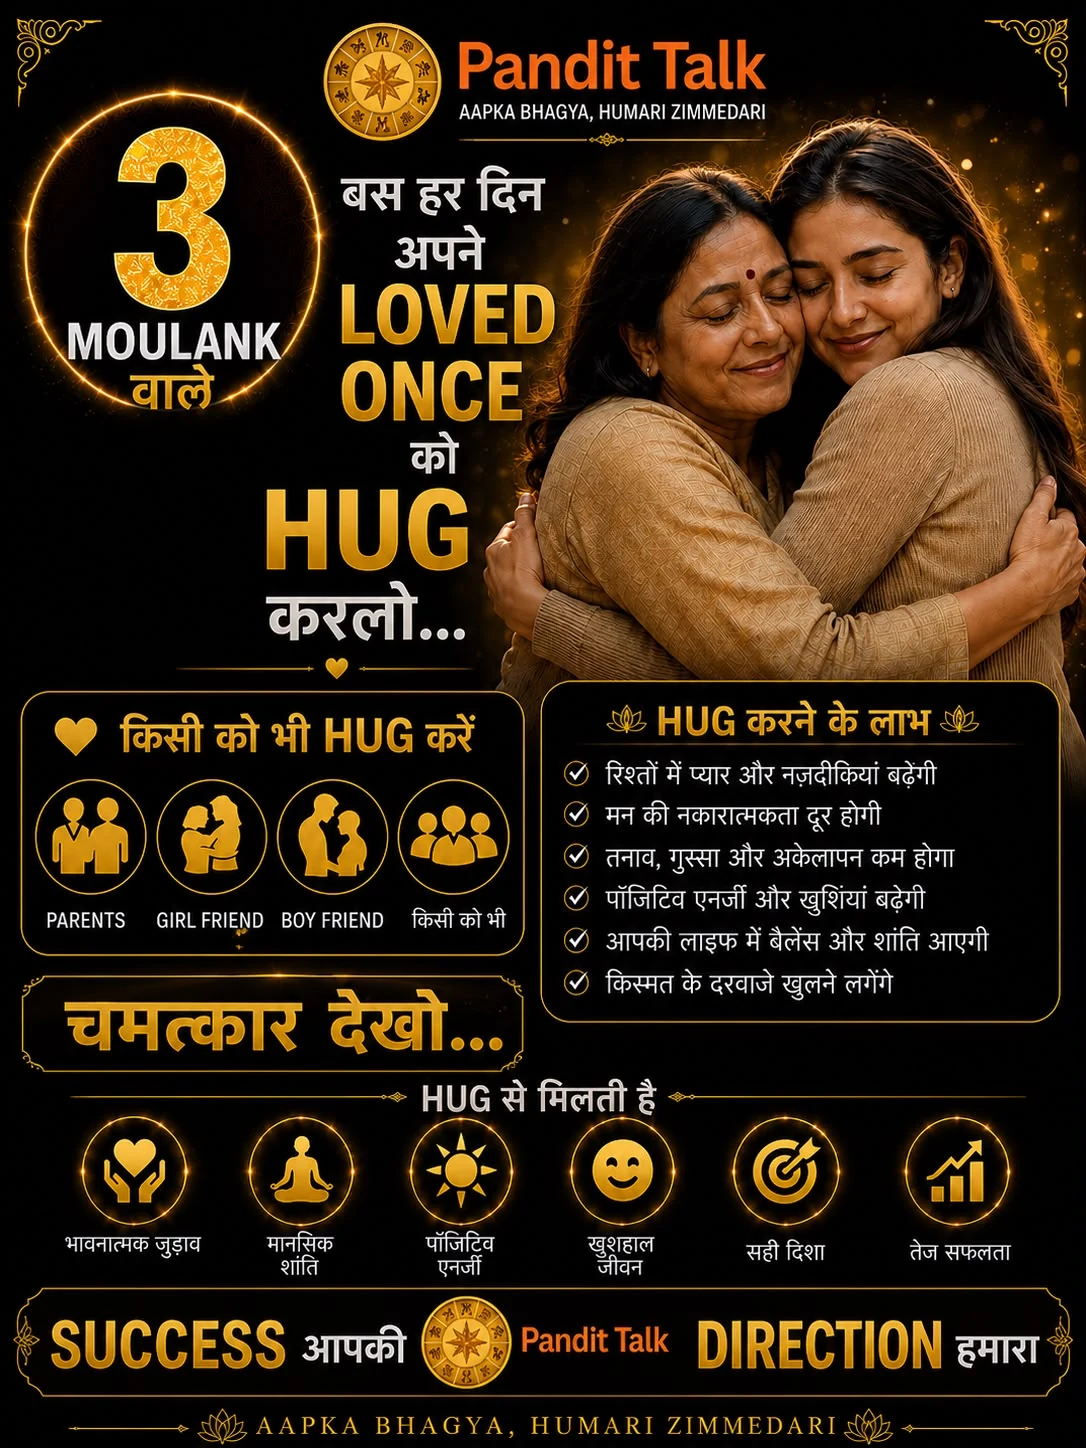 Pandit Talk
AAPKA BHAGYA, HUMARI ZIMMEDARI
3
MOULANK
वाले
बस हर दिन
अपने
LOVED
ONCE
को
HUG
करलो...
किसी को भी HUG करें
PARENTS
GIRL FRIEND
BOY FRIEND
किसी को भी
HUG करने के लाभ
रिश्तों में प्यार और नज़दीकियां बढ़ेंगी
मन की नकारात्मकता दूर होगी
तनाव, गुस्सा और अकेलापन कम होगा
पॉजिटिव एनर्जी और खुशियां बढ़ेगी
आपकी लाइफ में बैलेंस और शांति आएगी
किस्मत के दरवाजे खुलने लगेंगे
चमत्कार देखो...
HUG से मिलती है
भावनात्मक जुड़ाव
मानसिक
शांति
पॉजिटिव
एनर्जी
खुशहाल
जीवन
सही दिशा
तेज सफलता
SUCCESS आपकी Pandit Talk DIRECTION हमारा
AAPKA BHAGYA, HUMARI ZIMMEDARI